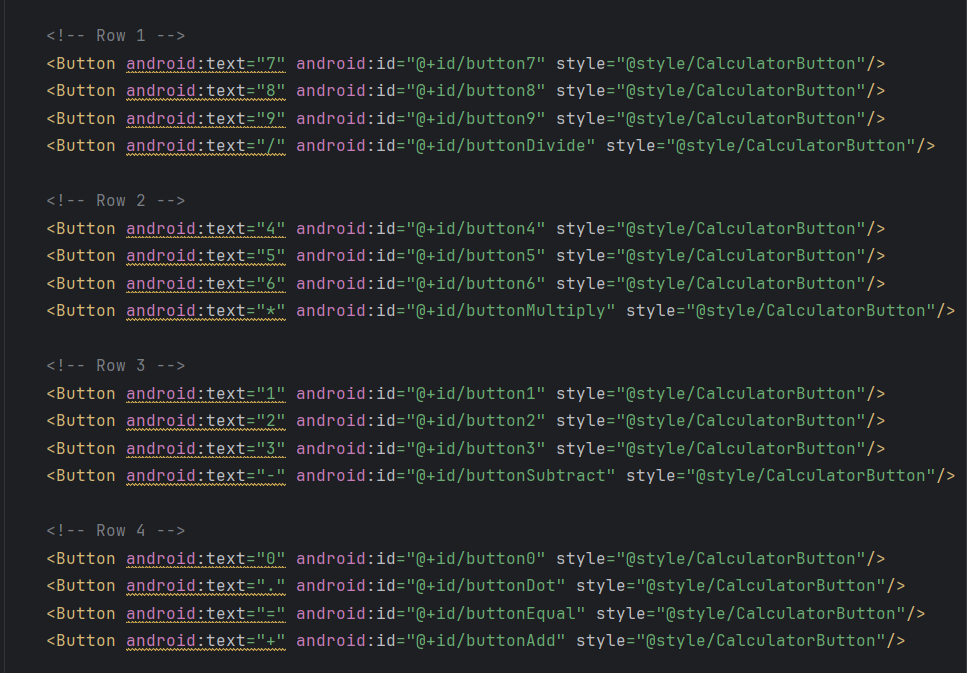 <!-- Row 1 -->
<Button android:text="7" android:id="@+id/button7" style="@style/CalculatorButton"/>
<Button android:text="8" android:id="@+id/button8" style="@style/CalculatorButton"/>
<Button android:text="9" android:id="@+id/button9" style="@style/CalculatorButton"/>
<Button android:text="/" android:id="@+id/buttonDivide" style="@style/CalculatorButton"/>
<!-- Row 2 -->
<Button android:text="4" android:id="@+id/button4" style="@style/CalculatorButton"/>
<Button android:text="5" android:id="@+id/button5" style="@style/CalculatorButton"/>
<Button android:text="6" android:id="@+id/button6" style="@style/CalculatorButton"/>
<Button android:text="*" android:id="@+id/buttonMultiply" style="@style/CalculatorButton"/>
<!-- Row 3 -->
<Button android:text="1" android:id="@+id/button1" style="@style/CalculatorButton"/>
<Button android:text="2" android:id="@+id/button2" style="@style/CalculatorButton"/>
<Button android:text="3" android:id="@+id/button3" style="@style/CalculatorButton"/>
<Button android:text="-" android:id="@+id/buttonSubtract" style="@style/CalculatorButton"/>
<!-- Row 4 -->
<Button android:text="0" android:id="@+id/button0" style="@style/CalculatorButton"/>
<Button android:text="." android:id="@+id/buttonDot" style="@style/CalculatorButton"/>
<Button android:text="=" android:id="@+id/buttonEqual" style="@style/CalculatorButton"/>
<Button android:text="+" android:id="@+id/buttonAdd" style="@style/CalculatorButton"/>